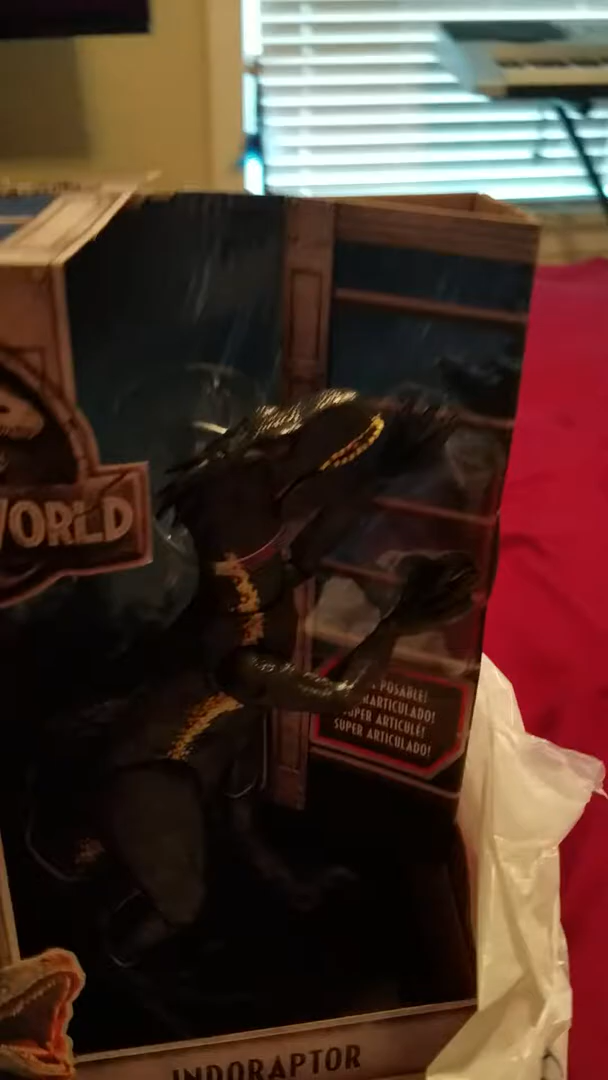 WORLD
POSABLE!
ARTICULADO!
SUPER ARTICULÉ!
SUPER ARTICULADO!
INDORAPTOR